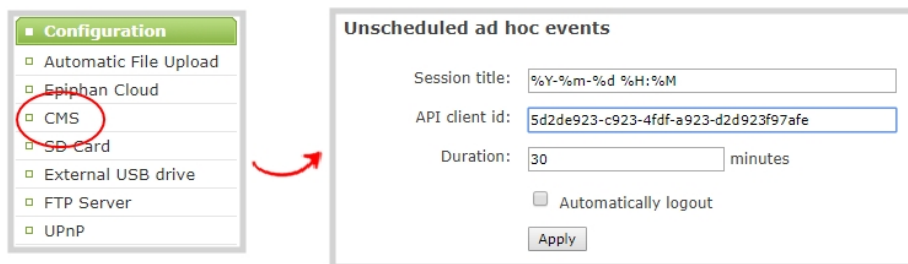 Configuration
Automatic File Upload
Epiphan Cloud
CMS
SD Card
External USB drive
FTP Server
UPnP
Unscheduled ad hoc events
Session title: %Y-%m-%d %H:%M
API client id: 5d2de923-c923-4fdf-a923-d2d923f97afe
Duration: 30 minutes
Automatically logout
Apply